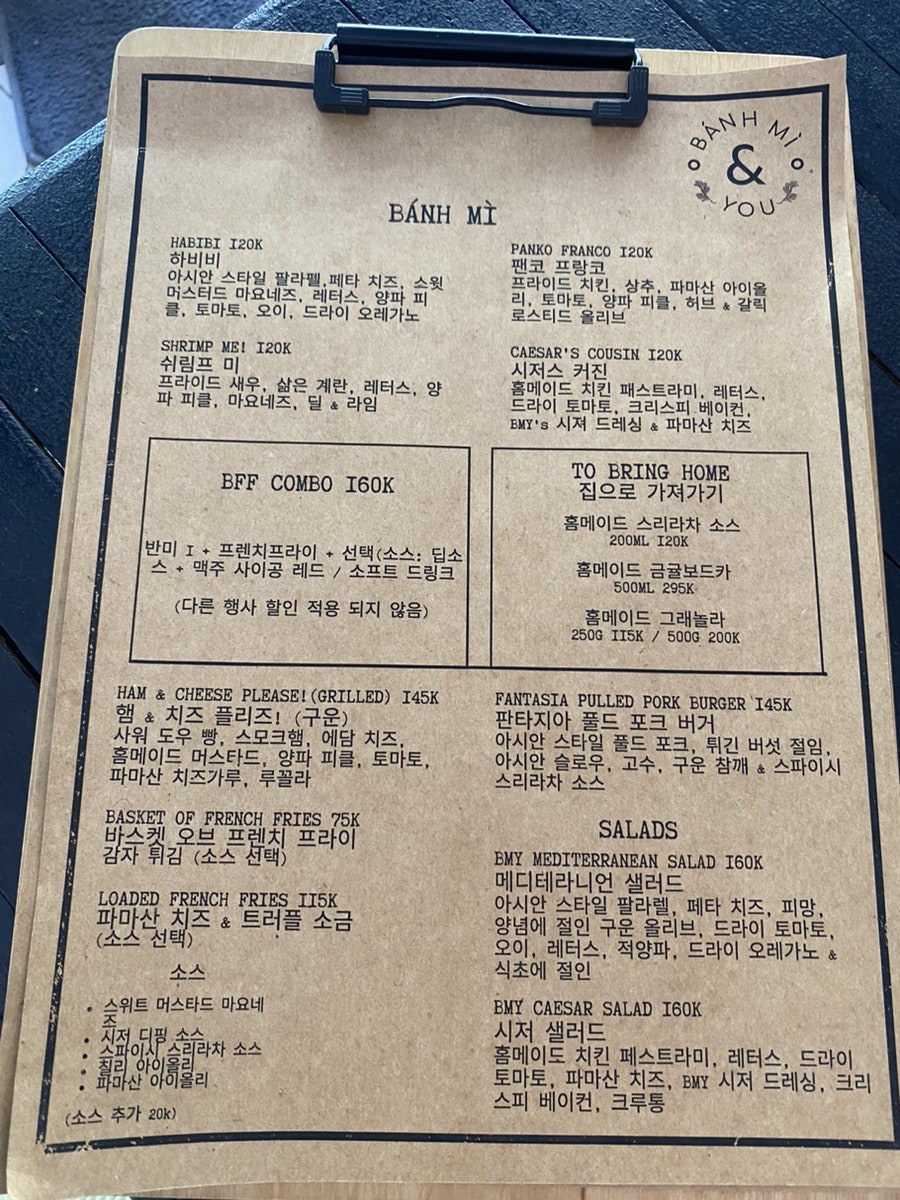 BÁNH MÌ
&
YOU
BÁNH MÌ
HABIBI 120K
하비비
아시안 스타일 팔라펠,페타 치즈, 스윗
머스터드 마요네즈, 레터스, 양파 피
클, 토마토, 오이, 드라이 오레가노
SHRIMP ME! 120K
쉬림프 미
프라이드 새우, 삶은 계란, 레터스, 양
파 피클, 마요네즈, 딜 & 라임
PANKO FRANCO 120K
팬코 프랑코
프라이드 치킨, 상추, 파마산 아이올
리, 토마토, 양파 피클, 허브 & 갈릭
로스티드 올리브
CAESAR'S COUSIN 120K
시저스 커진
홈메이드 치킨 패스트라미, 레터스,
드라이 토마토, 크리스피 베이컨,
BMY's 시져 드레싱 & 파마산 치즈
BFF COMBO 160K
반미 1 + 프렌치프라이 + 선택(소스: 딥소
스 + 맥주 사이공 레드 / 소프트 드링크
(다른 행사 할인 적용 되지 않음)
TO BRING HOME
집으로 가져가기
홈메이드 스리라차 소스
200ML 120K
홈메이드 금귤보드카
500ML 295K
홈메이드 그래놀라
250G 115K / 500G 200K
HAM & CHEESE PLEASE!(GRILLED) 145K
햄 & 치즈 플리즈! (구운)
사워 도우 빵, 스모크햄, 에담 치즈,
홈메이드 머스타드, 양파 피클, 토마토,
파마산 치즈가루, 루꼴라
BASKET OF FRENCH FRIES 75K
바스켓 오브 프렌치 프라이
감자 튀김 (소스 선택)
LOADED FRENCH FRIES 115K
파마산 치즈 & 트러플 소금
(소스 선택)
소스
• 스위트 머스타드 마요네
즈
• 시저 디핑 소스
• 스파이시 스리라차 소스
• 칠리 아이올리
• 파마산 아이올리
(소스 추가 20k)
FANTASIA PULLED PORK BURGER 145K
판타지아 풀드 포크 버거
아시안 스타일 풀드 포크, 튀긴 버섯 절임,
아시안 슬로우, 고수, 구운 참깨 & 스파이시
스리라차 소스
SALADS
BMY MEDITERRANEAN SALAD 160K
메디테라니언 샐러드
아시안 스타일 팔라렐, 페타 치즈, 피망,
양념에 절인 구운 올리브, 드라이 토마토,
오이, 레터스, 적양파, 드라이 오레가노 &
식초에 절인
BMY CAESAR SALAD 160K
시저 샐러드
홈메이드 치킨 페스트라미, 레터스, 드라이
토마토, 파마산 치즈, BMY 시저 드레싱, 크리
스피 베이컨, 크루통